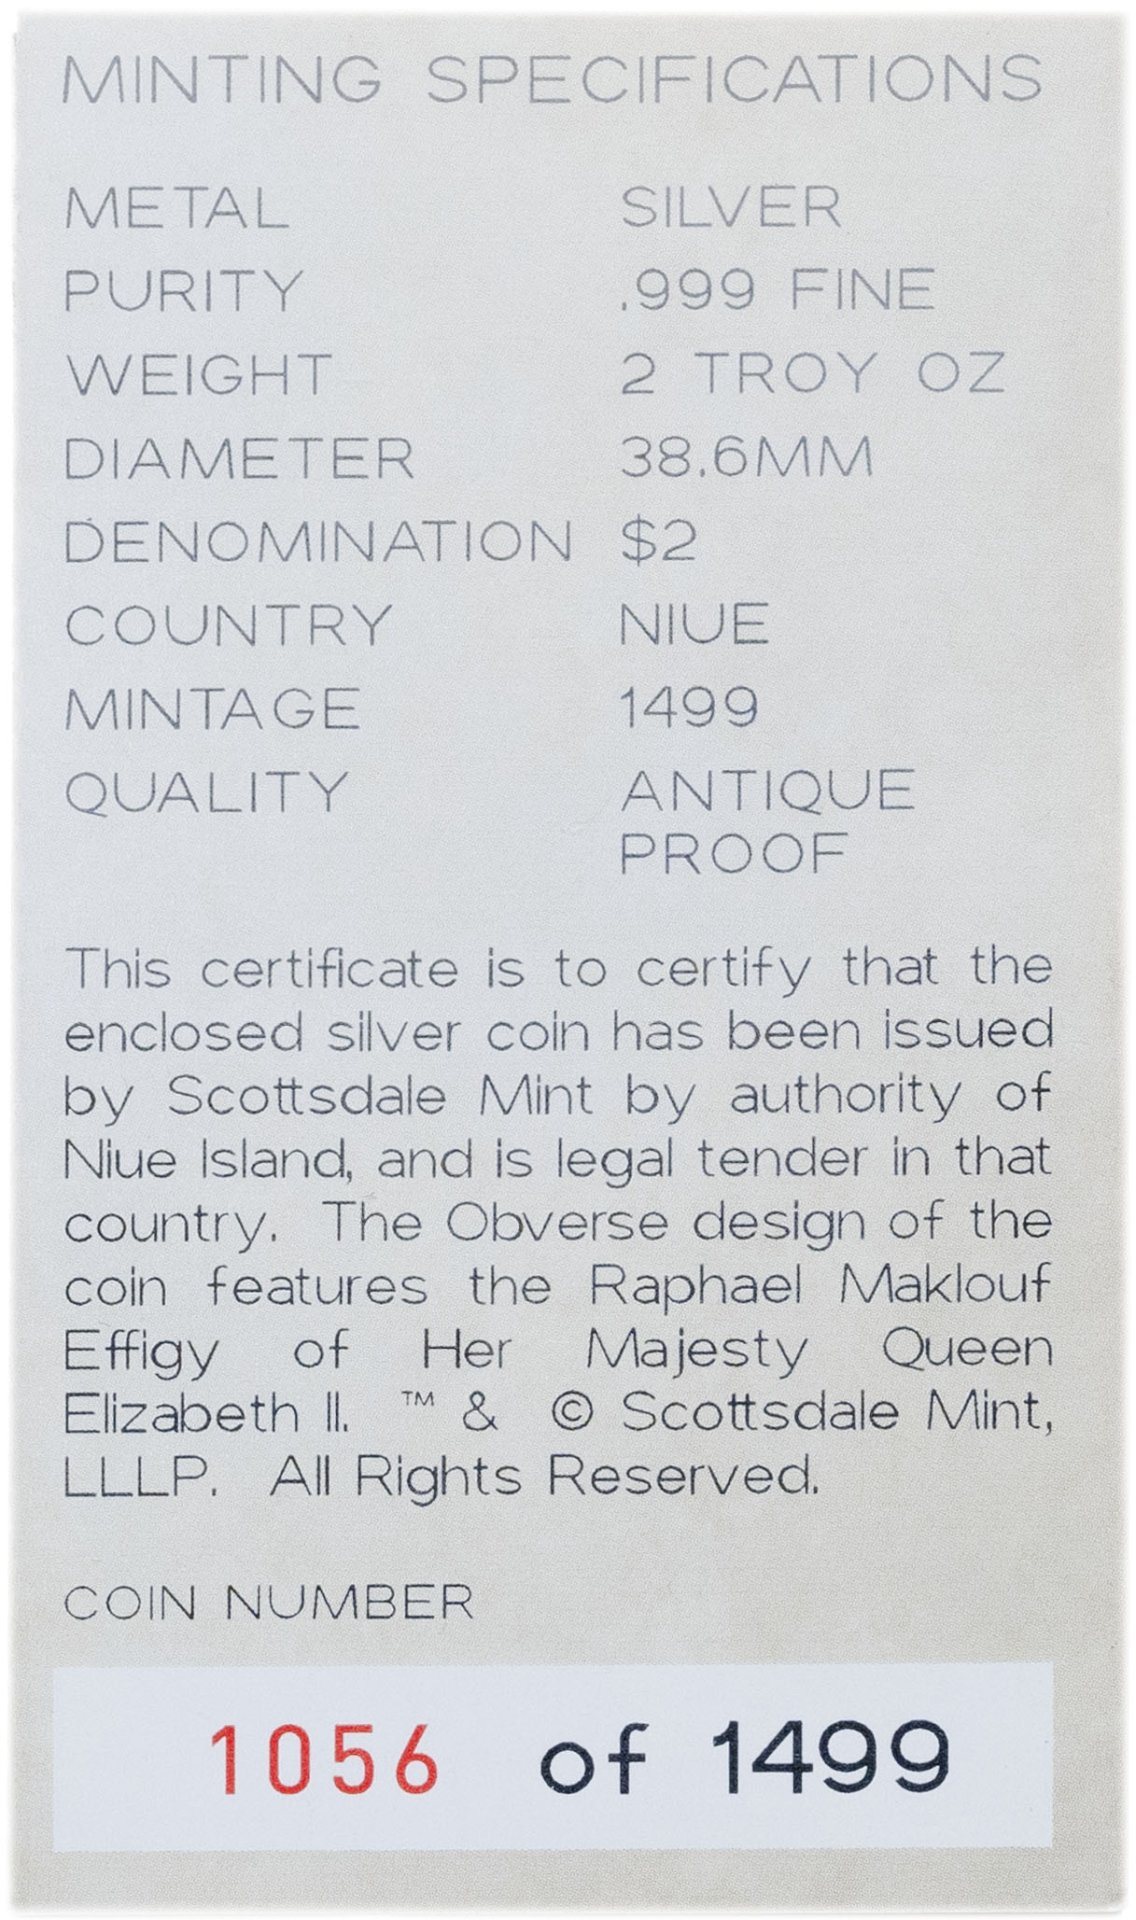 MINTING SPECIFICATIONS
METAL SILVER
PURITY .999 FINE
WEIGHT 2 TROY OZ
DIAMETER 38.6MM
DENOMINATION $2
COUNTRY NIUE
MINTAGE 1499
QUALITY ANTIQUE
PROOF
This certificate is to certify that the
enclosed silver coin has been issued
by Scottsdale Mint by authority of
Niue Island, and is legal tender in that
country. The Obverse design of the
coin features the Raphael Maklouf
Effigy of Her Majesty Queen
Elizabeth II. ™ & © Scottsdale Mint,
LLLP. All Rights Reserved.
COIN NUMBER
1056 of 1499